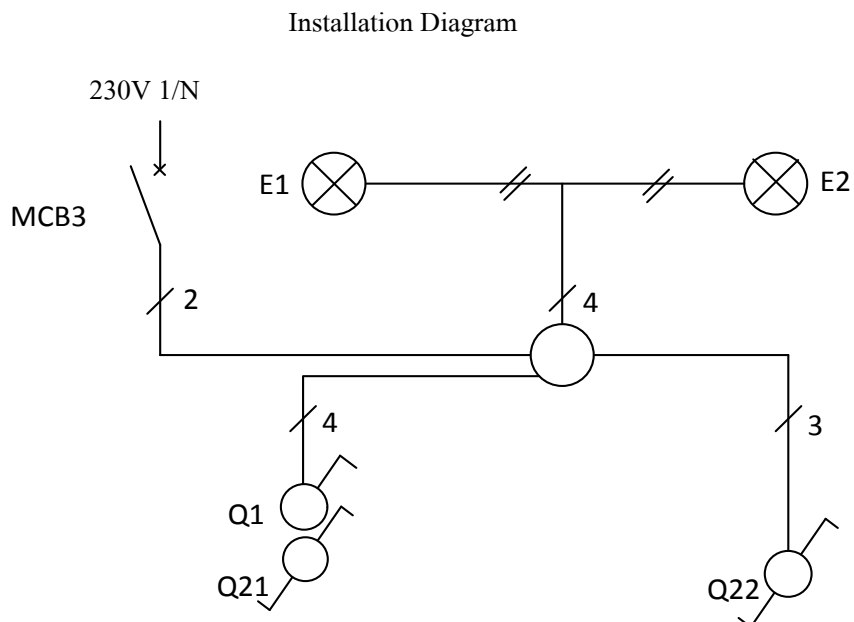 Installation Diagram
230V 1/N
E1
E2
MCB3
2
4
4
3
Q1
Q21
Q22